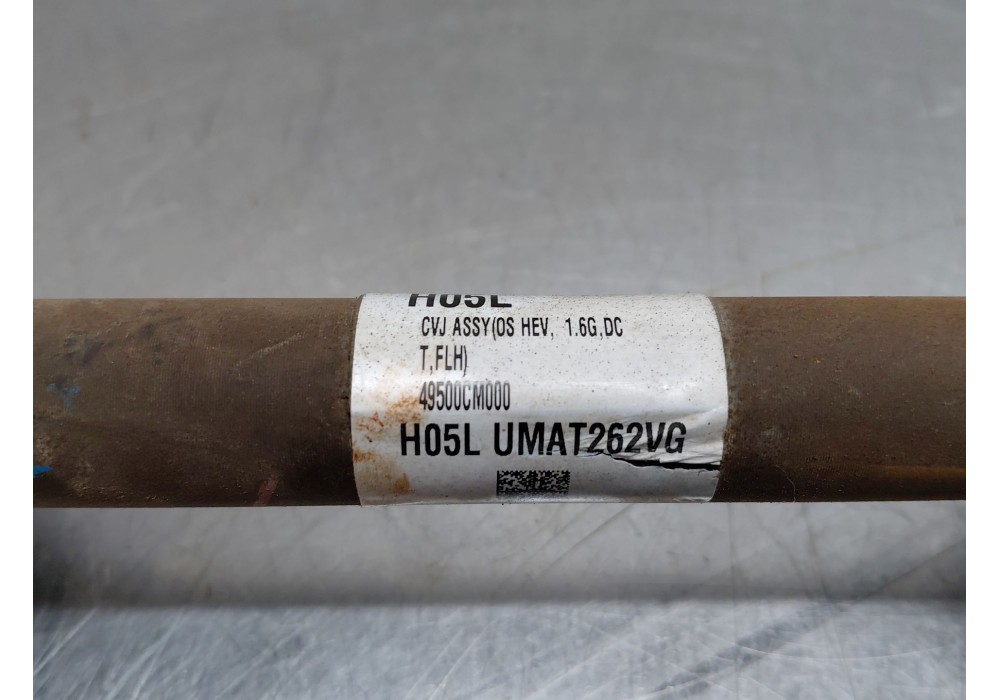 H05L
CVJ ASSY(OS HEV, 1.6G,DC
T,FLH)
49500CM000
H05L UMAT262VG